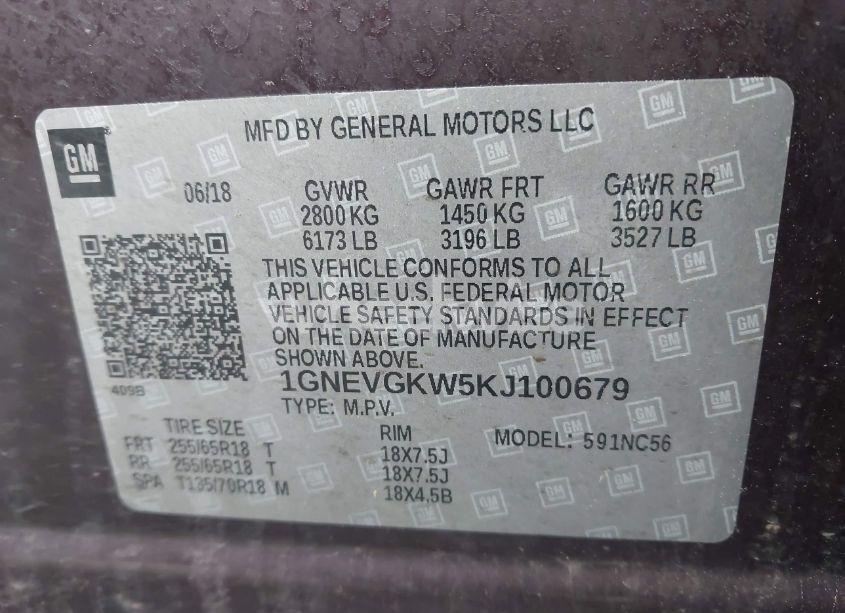 GM
MFD BY GENERAL MOTORS LLC
06/18 GVWR GAWR FRT GAWR RR
2800 KG 1450 KG 1600 KG
6173 LB 3196 LB 3527 LB
THIS VEHICLE CONFORMS TO ALL
APPLICABLE U.S. FEDERAL MOTOR
VEHICLE SAFETY STANDARDS IN EFFECT
ON THE DATE OF MANUFACTURE
SHOWN ABOVE.
409B
1GNEVGKW5KJ100679
TYPE: M.P.V.
TIRE SIZE RIM MODEL: 591NC56
FRT 255/65R18 T 18X7.5J
RR 255/65R18 T 18X7.5J
SPA T135/70R18 M 18X4.5B